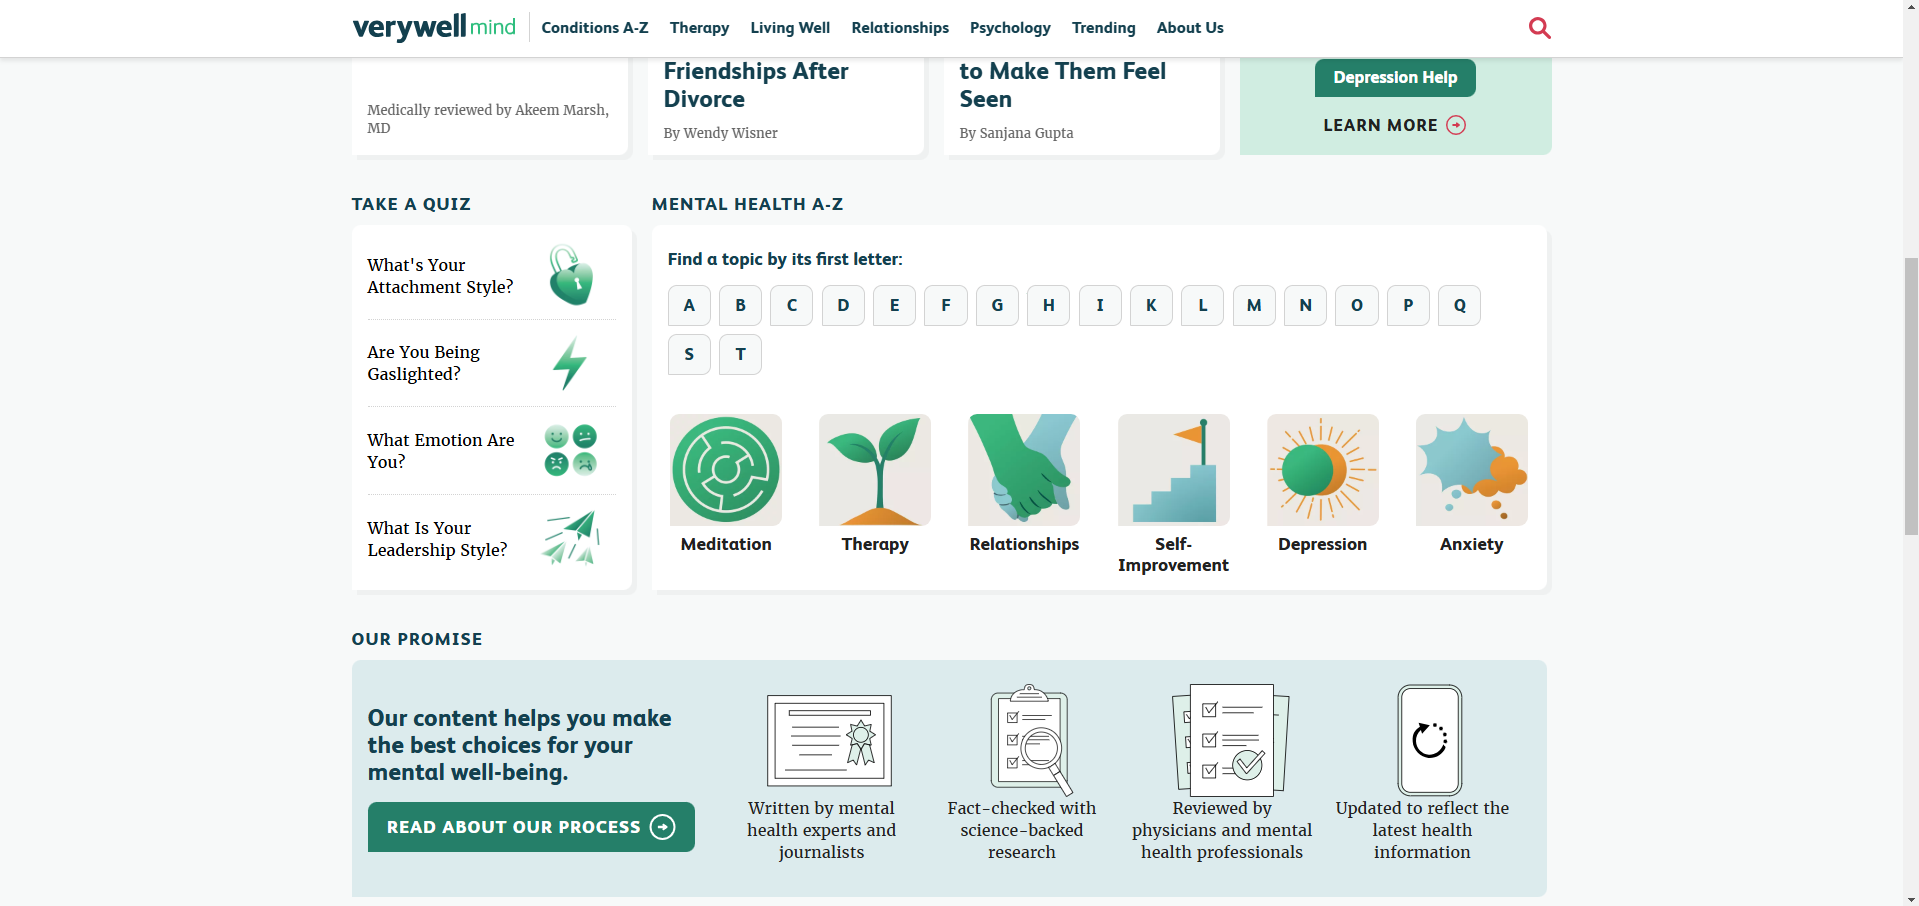 verywell mind
Conditions A-Z
Therapy
Living Well
Relationships
Psychology
Trending
About Us
Medically reviewed by Akeem Marsh,
MD
Friendships After
Divorce
By Wendy Wisner
to Make Them Feel
Seen
By Sanjana Gupta
Depression Help
LEARN MORE
TAKE A QUIZ
What's Your
Attachment Style?
Are You Being
Gaslighted?
What Emotion Are
You?
What Is Your
Leadership Style?
MENTAL HEALTH A-Z
Find a topic by its first letter:
A B C D E F G H I K L M N O P Q
S T
Meditation
Therapy
Relationships
Self-
Improvement
Depression
Anxiety
OUR PROMISE
Our content helps you make
the best choices for your
mental well-being.
READ ABOUT OUR PROCESS
Written by mental
health experts and
journalists
Fact-checked with
science-backed
research
Reviewed by
physicians and mental
health professionals
Updated to reflect the
latest health
information